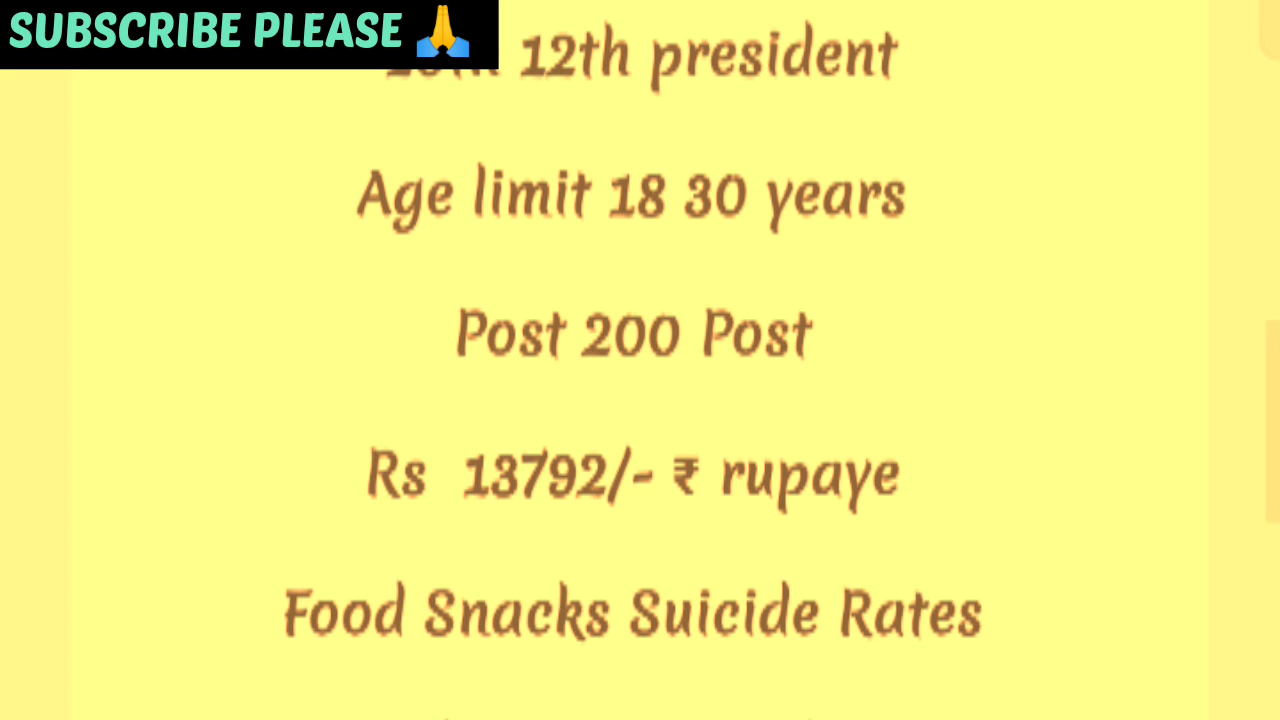 SUBSCRIBE PLEASE 🙏
12th president
Age limit 18 30 years
Post 200 Post
Rs 13792/- ₹ rupaye
Food Snacks Suicide Rates